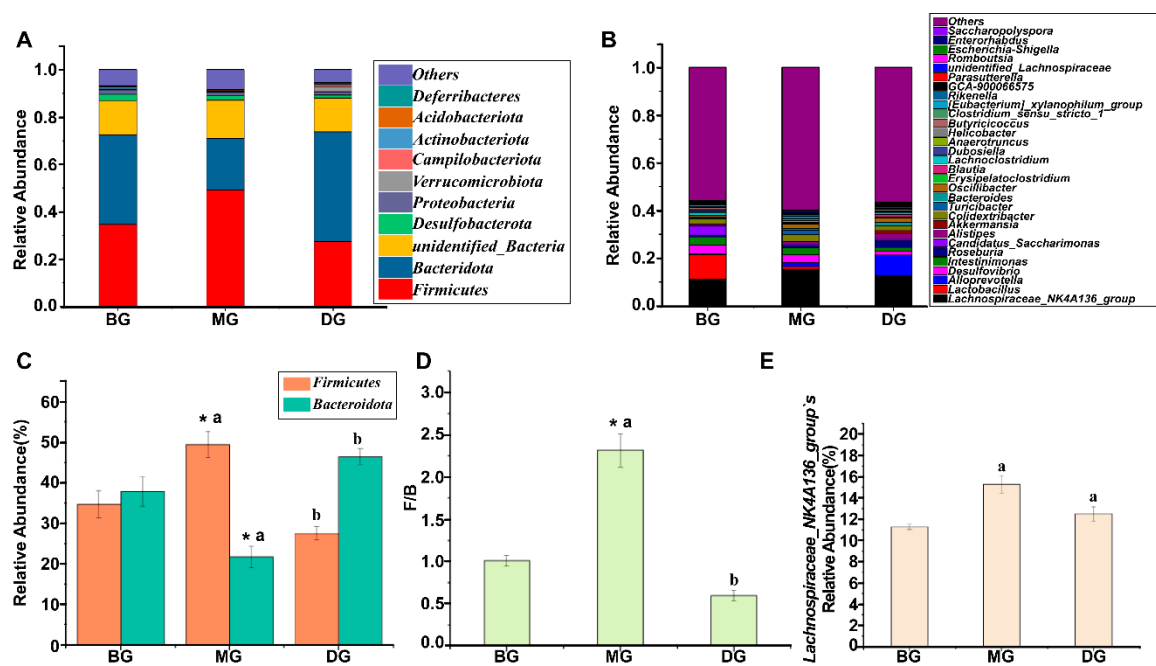 A
Relative Abundance
1.0
0.8
0.6
0.4
0.2
0.0
BG
MG
DG
Others
Deferribacteres
Acidobacteriota
Actinobacteriota
Campilobacteriota
Verrucomicrobiota
Proteobacteria
Desulfobacterota
unidentified_Bacteria
Bacteridota
Firmicutes
B
Relative Abundance
1.0
0.8
0.6
0.4
0.2
0.0
BG
MG
DG
Others
Saccharopolyspora
Enterorhabdus
Escherichia-Shigella
Romboutsia
unidentified_Lachnospiraceae
Parasutterella
GCA-900066575
Rikenella
[Eubacterium]_xylanophilum_group
Clostridium_sensu_stricto_1
Butyricicoccus
Helicobacter
Anaerotruncus
Dubosiella
Lachnoclostridium
Blautia
Erysipelatoclostridium
Oscillibacter
Bacteroides
Turicibacter
Colidextribacter
Akkermansia
Alistipes
Candidatus_Saccharimonas
Roseburia
Intestinimonas
Desulfovibrio
Alloprevotella
Lactobacillus
Lachnospiraceae_NK4A136_group
C
Relative Abundance(%)
60
50
40
30
20
10
0
Firmicutes
Bacteroidota
* a
* a
b
b
BG
MG
DG
D
F/B
3.0
2.5
2.0
1.5
1.0
0.5
0.0
* a
b
BG
MG
DG
E
Lachnospiraceae_NK4A136_group`s
Relative Abundance(%)
20
18
16
14
12
10
8
6
4
2
0
a
a
BG
MG
DG